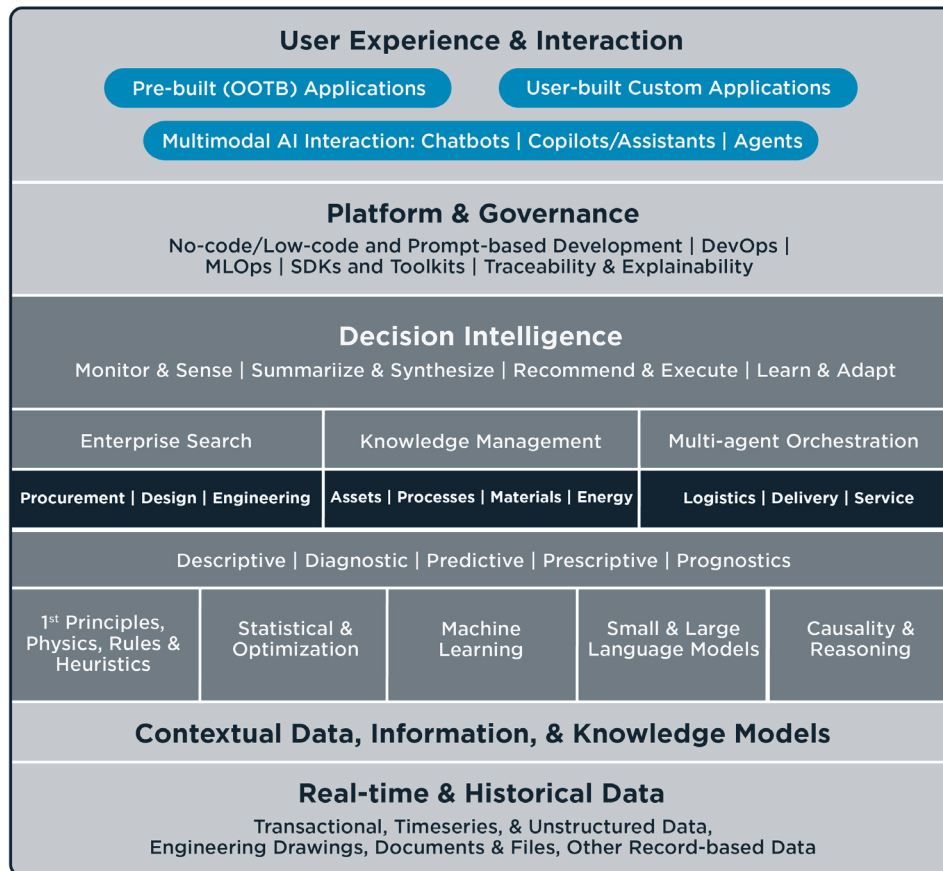 User Experience & Interaction
Pre-built (OOTB) Applications
User-built Custom Applications
Multimodal AI Interaction: Chatbots | Copilots/Assistants | Agents
Platform & Governance
No-code/Low-code and Prompt-based Development | DevOps |
MLOps | SDKs and Toolkits | Traceability & Explainability
Decision Intelligence
Monitor & Sense | Summariize & Synthesize | Recommend & Execute | Learn & Adapt
Enterprise Search
Knowledge Management
Multi-agent Orchestration
Procurement | Design | Engineering
Assets | Processes | Materials | Energy
Logistics | Delivery | Service
Descriptive | Diagnostic | Predictive | Prescriptive | Prognostics
1st Principles,
Physics, Rules &
Heuristics
Statistical &
Optimization
Machine
Learning
Small & Large
Language Models
Causality &
Reasoning
Contextual Data, Information, & Knowledge Models
Real-time & Historical Data
Transactional, Timeseries, & Unstructured Data,
Engineering Drawings, Documents & Files, Other Record-based Data